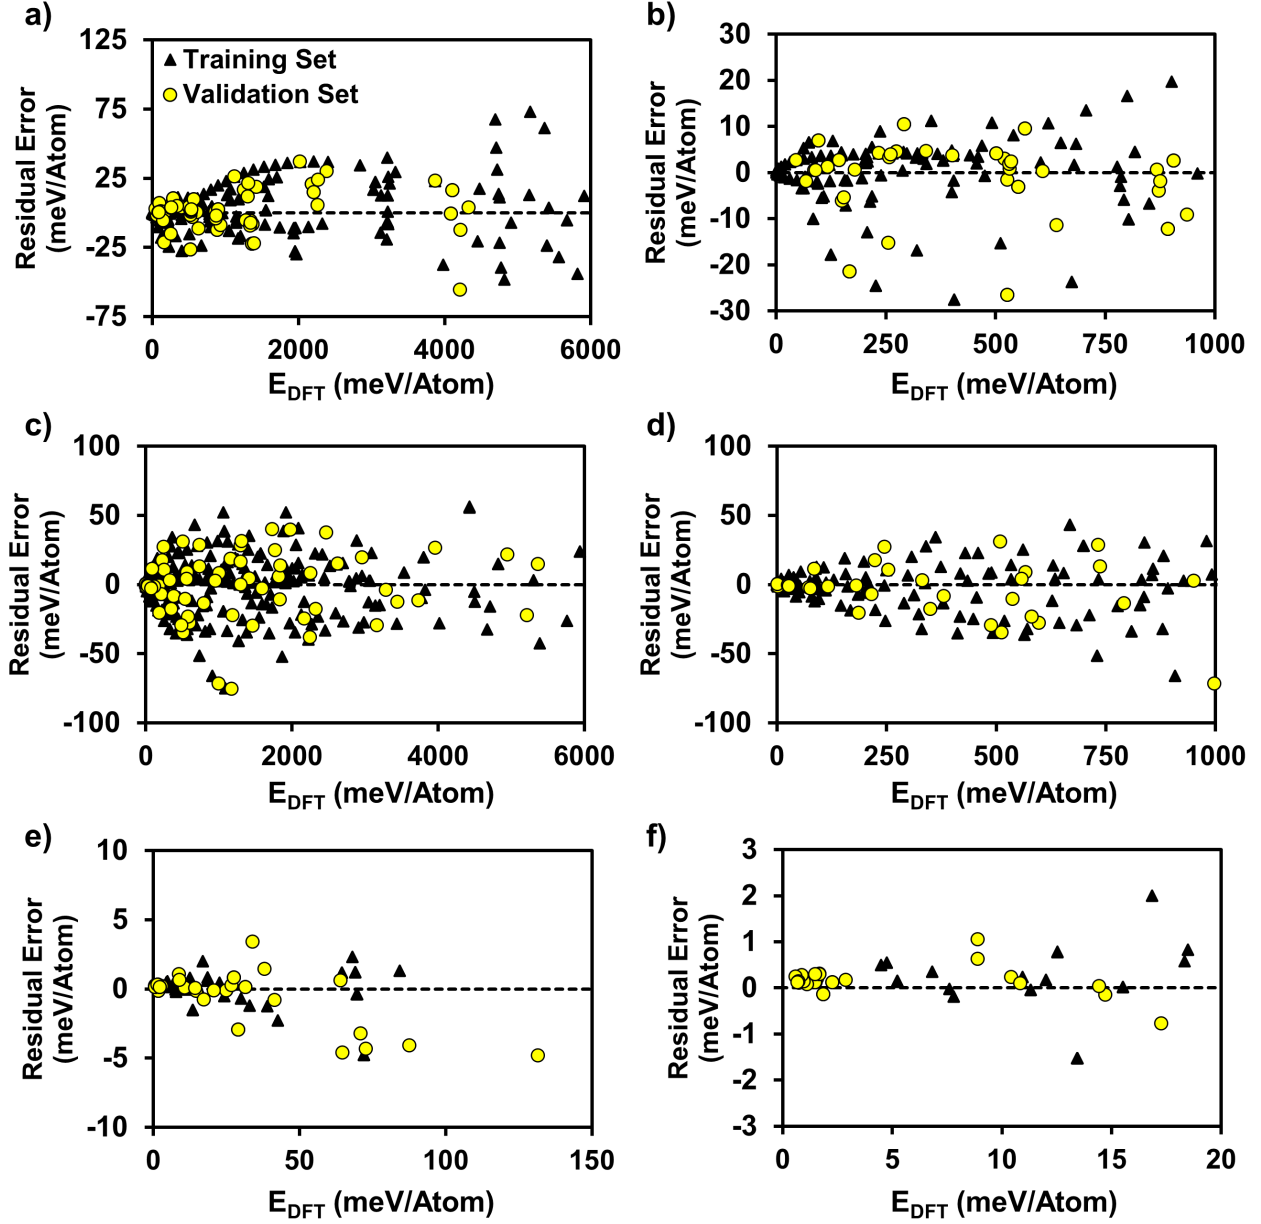 a)
125
75
25
-25
-75
Residual Error
(meV/Atom)
Training Set
Validation Set
0 2000 4000 6000
EDFT (meV/Atom)
b)
30
20
10
0
-10
-20
-30
Residual Error
(meV/Atom)
0 250 500 750 1000
EDFT (meV/Atom)
c)
100
50
0
-50
-100
Residual Error
(meV/Atom)
0 2000 4000 6000
EDFT (meV/Atom)
d)
100
50
0
-50
-100
Residual Error
(meV/Atom)
0 250 500 750 1000
EDFT (meV/Atom)
e)
10
5
0
-5
-10
Residual Error
(meV/Atom)
0 50 100 150
EDFT (meV/Atom)
f)
3
2
1
0
-1
-2
-3
Residual Error
(meV/Atom)
0 5 10 15 20
EDFT (meV/Atom)